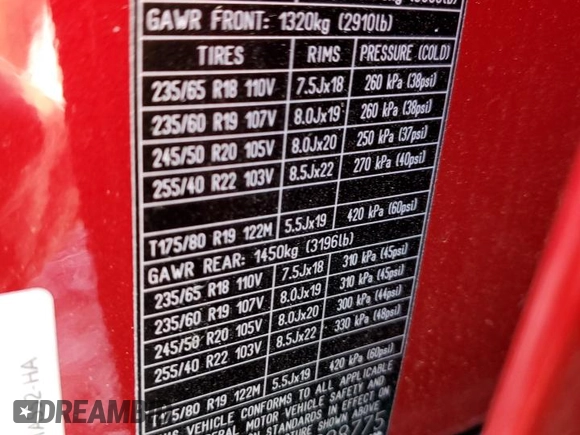 GAWR FRONT: 1320kg (2910lb)
TIRES RIMS PRESSURE (COLD)
235/65 R18 110V 7.5Jx18 260 kPa (38psi)
235/60 R19 107V 8.0Jx19 260 kPa (38psi)
245/50 R20 105V 8.0Jx20 250 kPa (37psi)
255/40 R22 103V 8.5Jx22 270 kPa (40psi)
T175/80 R19 122M 5.5Jx19 420 kPa (60psi)
GAWR REAR: 1450kg (3196lb)
235/65 R18 110V 7.5Jx18 310 kPa (45psi)
235/60 R19 107V 8.0Jx19 310 kPa (45psi)
245/50 R20 105V 8.0Jx20 300 kPa (44psi)
255/40 R22 103V 8.5Jx22 330 kPa (48psi)
T175/80 R19 122M 5.5Jx19 420 kPa (60psi)
THIS VEHICLE CONFORMS TO ALL APPLICABLE
MOTOR VEHICLE SAFETY AND
STANDARDS IN EFFECT ON
SHOWN ABOVE
DREAMBID